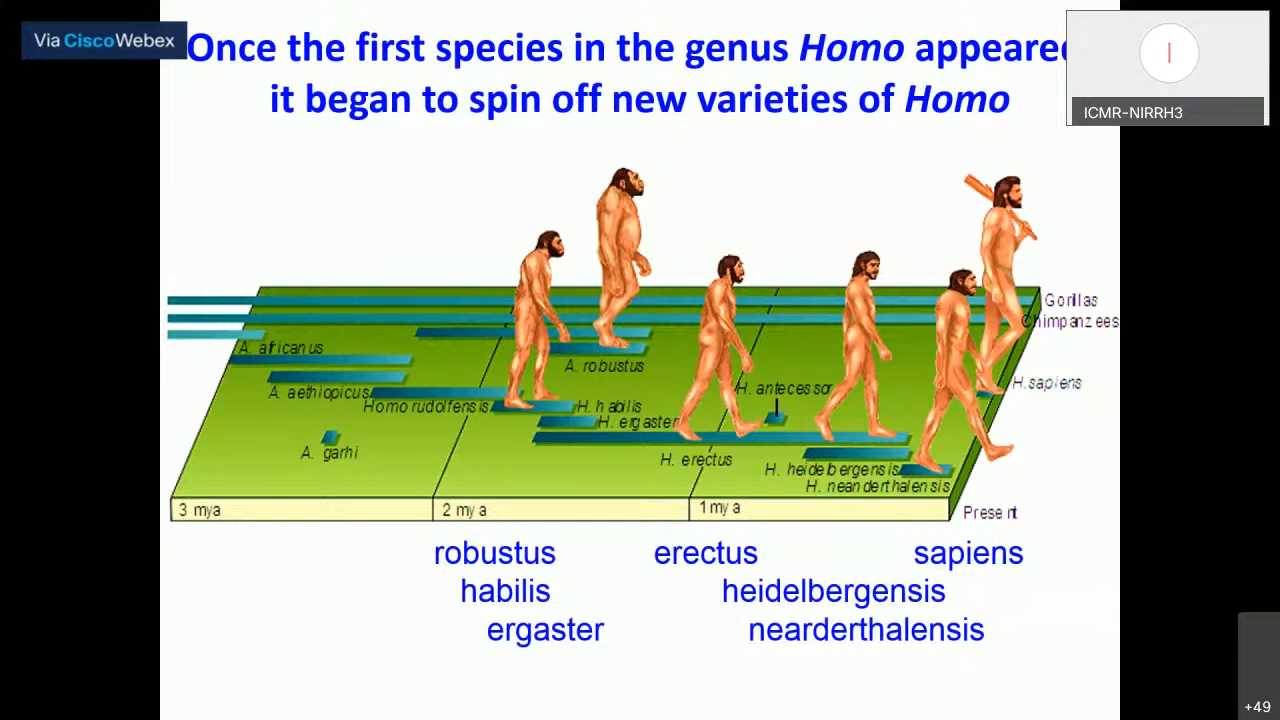 Via Cisco Webex
Once the first species in the genus Homo appeare
it began to spin off new varieties of Homo
ICMR-NIRRH3
Gorillas
Chimpanzees
A. africanus
A. robustus
A. aethiopicus
H. antecessor
H.sapiens
Homo rudolfensis
H. habilis
H. ergaster
A. garhi
H. erectus
H. heidelbergensis
H. neanderthalensis
3 mya
2 mya
1 mya
Present
robustus
erectus
sapiens
habilis
heidelbergensis
ergaster
nearderthalensis
+49